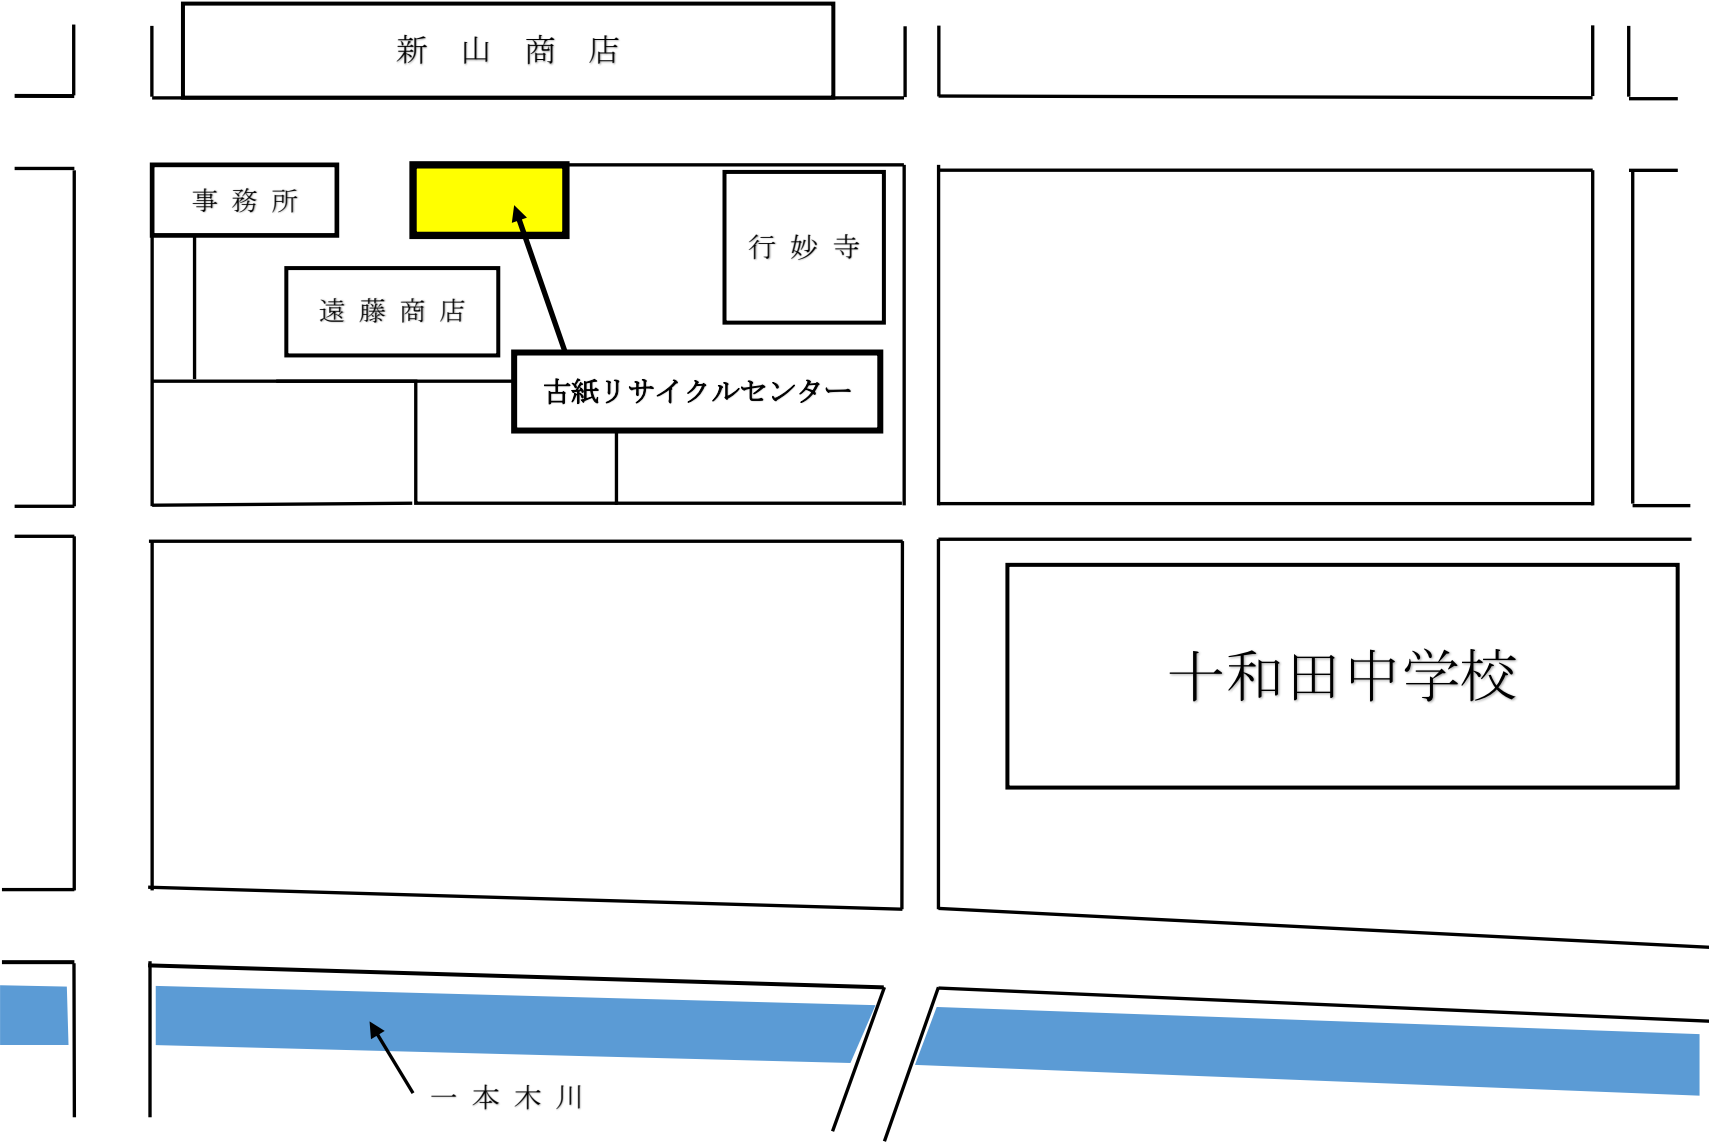 新山商店
事務所
行妙寺
遠藤商店
古紙リサイクルセンター
十和田中学校
一本木川